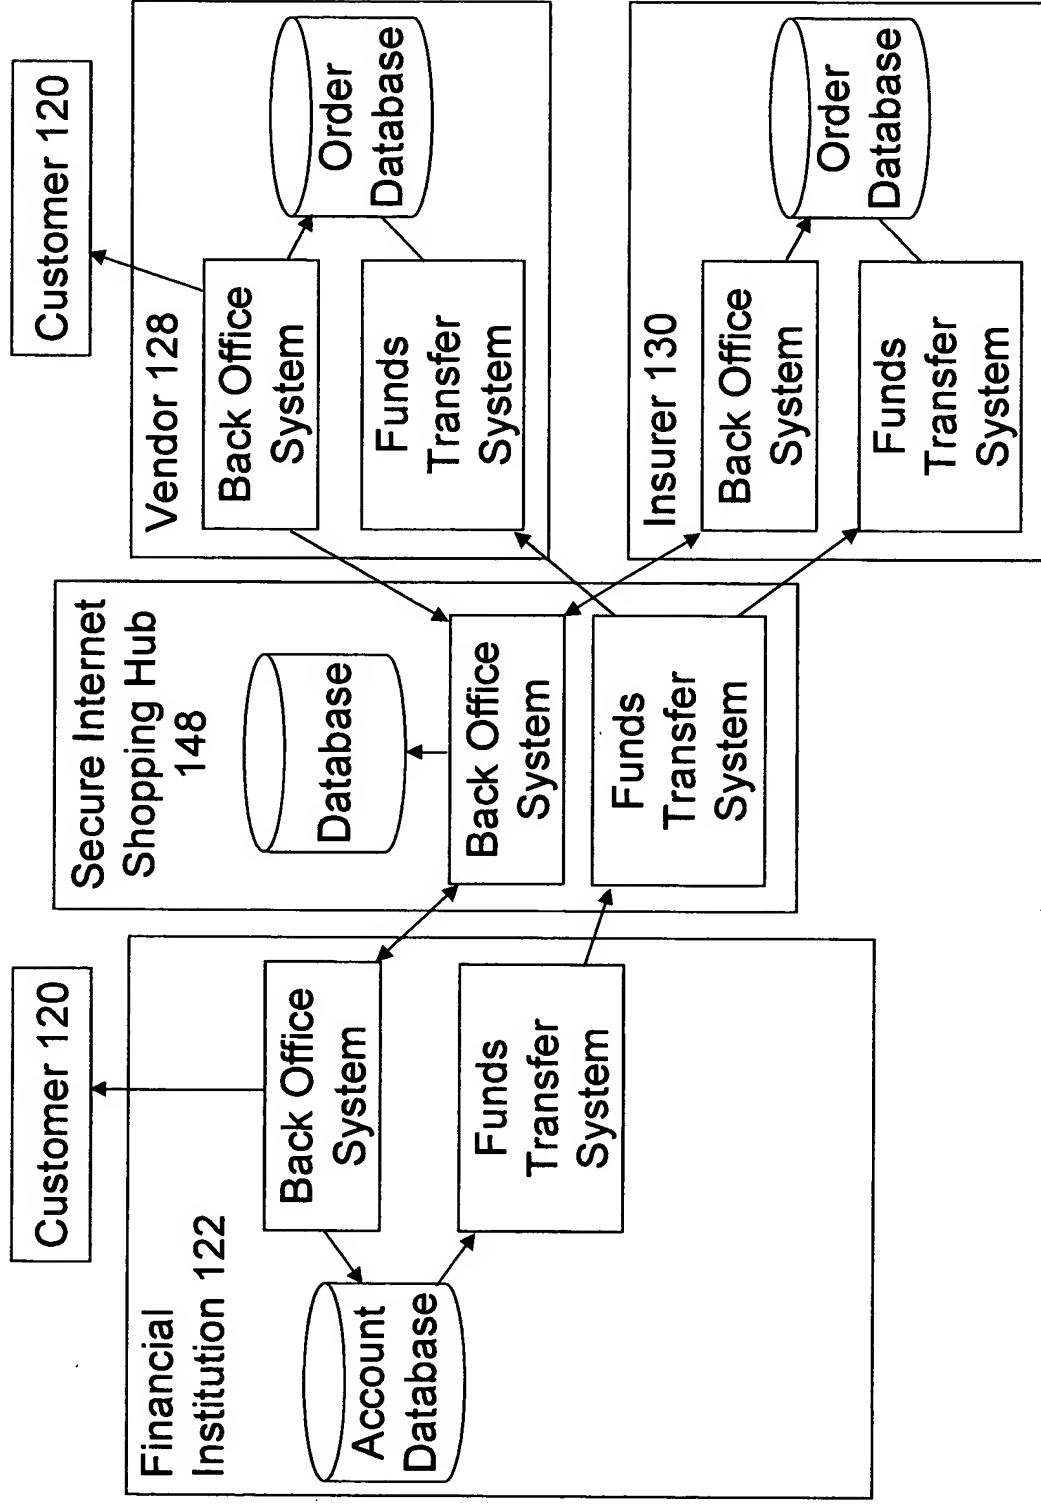 Customer 120
Financial
Institution 122
Back Office
System
Account
Database
Funds
Transfer
System
Secure Internet
Shopping Hub
148
Database
Back Office
System
Funds
Transfer
System
Customer 120
Vendor 128
Back Office
System
Order
Database
Funds
Transfer
System
Insurer 130
Back Office
System
Order
Database
Funds
Transfer
System